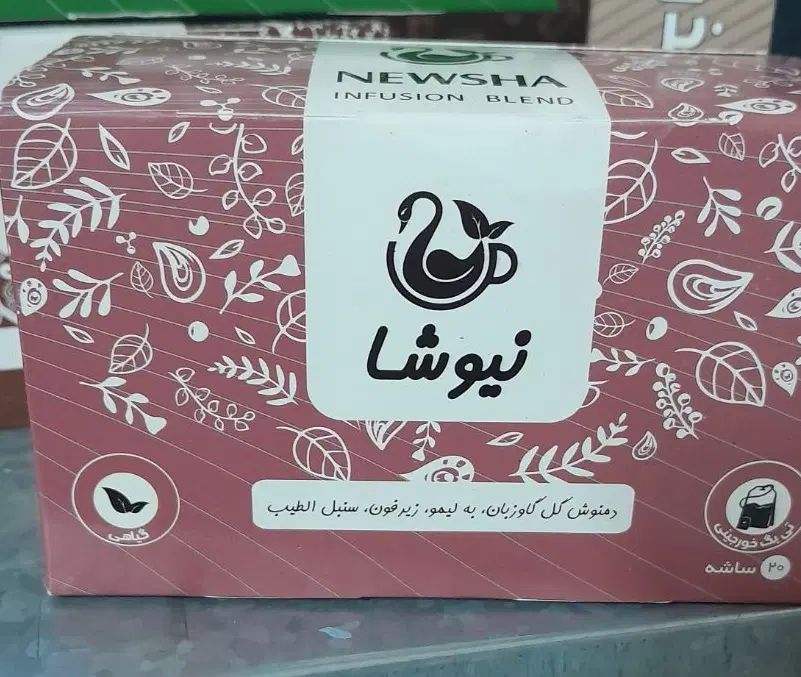 NEWSHA
INFUSION BLEND
نیوشا
دمنوش گل گاوزبان، به لیمو، زیرفون، سنبل الطیب
گیاهی
تی بگ خورجینی
۲۰ ساشه